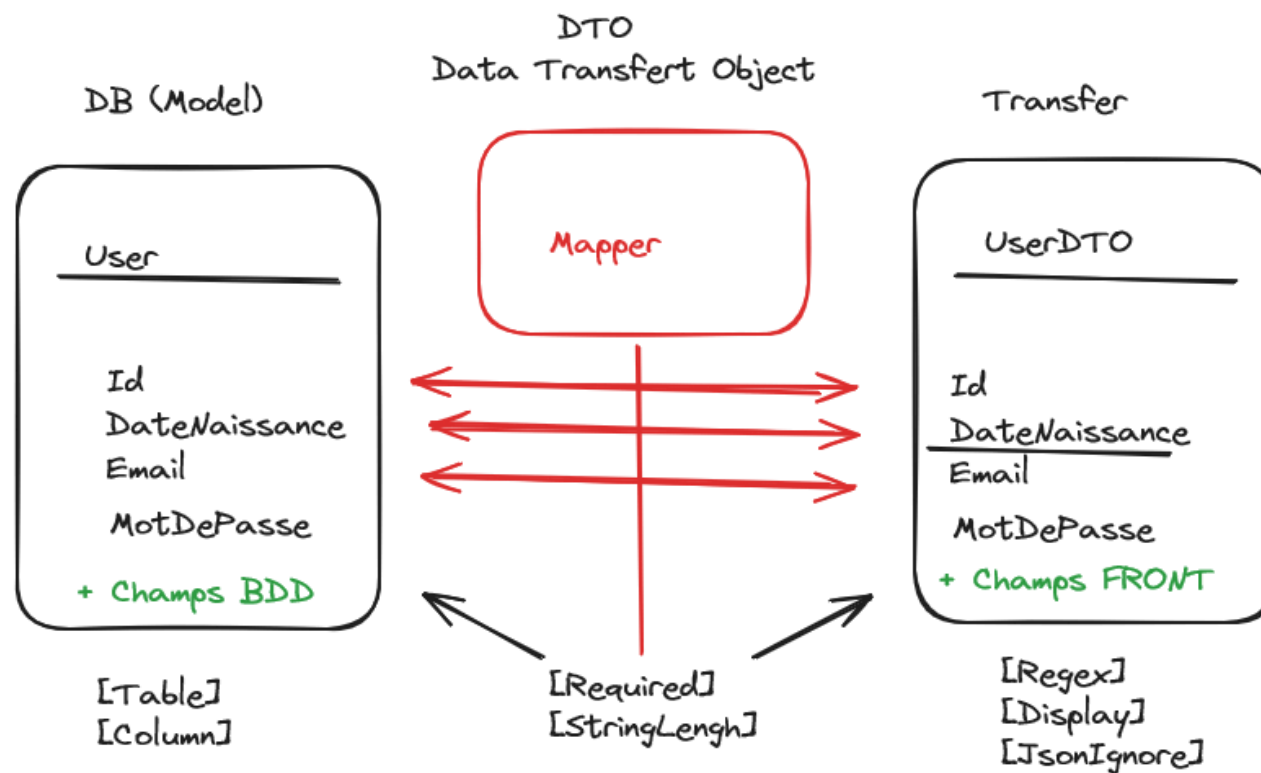 DTO
Data Transfert Object
DB (Model)
Transfer
User
Mapper
UserDTO
Id
DateNaissance
Email
MotDePasse
+ Champs BDD
Id
DateNaissance
Email
MotDePasse
+ Champs FRONT
[Table]
[Column]
[Required]
[StringLengh]
[Regex]
[Display]
[JsonIgnore]